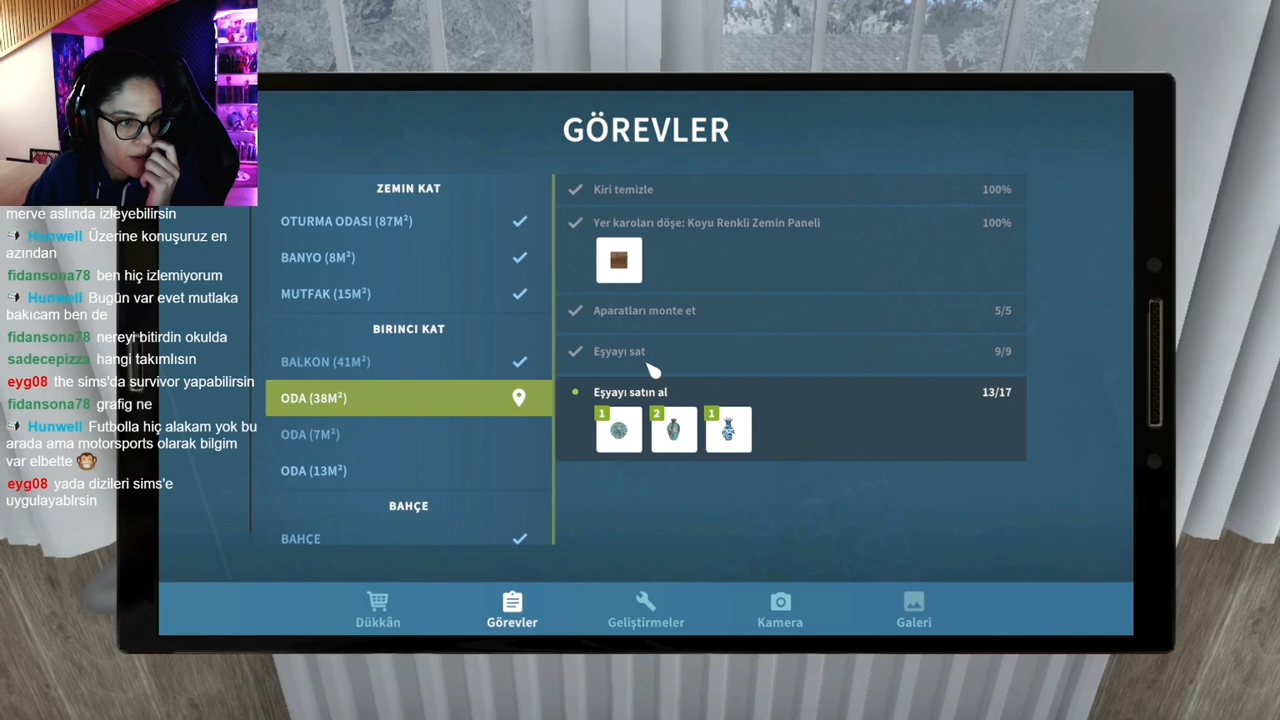 merve aslında izleyebilirsin
Hunwell Üzerine konuşuruz en
azından
fidansona78 ben hiç izlemiyorum
Hunwell Bugün var evet mutlaka
bakıcam ben de
fidansona78 nereyi bitirdin okulda
sadecepizza hangi takımlısın
eyg08 the sims'da survivor yapabilirsin
fidansona78 grafig ne
Hunwell Futbolla hiç alakam yok bu
arada ama motorsports olarak bilgim
var elbette
eyg08 yada dizileri sims'e
uygulayabIrsin
GÖREVLER
ZEMIN KAT
OTURMA ODASI (87M²)
BANYO (8M²)
MUTFAK (15M²)
BIRINCI KAT
BALKON (41M²)
ODA (38M²)
ODA (7M²)
ODA (13M²)
BAHÇE
BAHÇE
Kiri temizle 100%
Yer karoları döşe: Koyu Renkli Zemin Paneli 100%
Aparatları monte et 5/5
Eşyayı sat 9/9
Eşyayı satın al 13/17
1 2 1
Dükkân Görevler Geliştirmeler Kamera Galeri